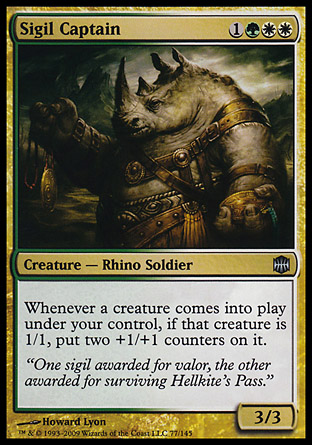 Sigil Captain 1
Creature — Rhino Soldier
Whenever a creature comes into play
under your control, if that creature is
1/1, put two +1/+1 counters on it.
“One sigil awarded for valor, the other
awarded for surviving Hellkite's Pass.”
Howard Lyon
™ & © 1993–2009 Wizards of the Coast LLC 77/145
3/3